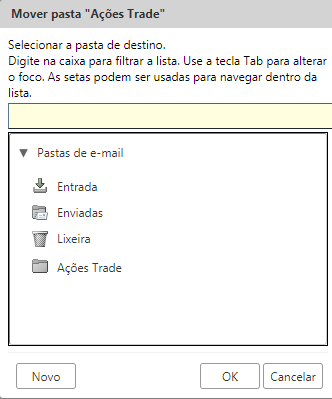 Mover pasta "Ações Trade"
Selecionar a pasta de destino.
Digite na caixa para filtrar a lista. Use a tecla Tab para alterar
o foco. As setas podem ser usadas para navegar dentro da
lista.
Pastas de e-mail
Entrada
Enviadas
Lixeira
Ações Trade
Novo
OK
Cancelar